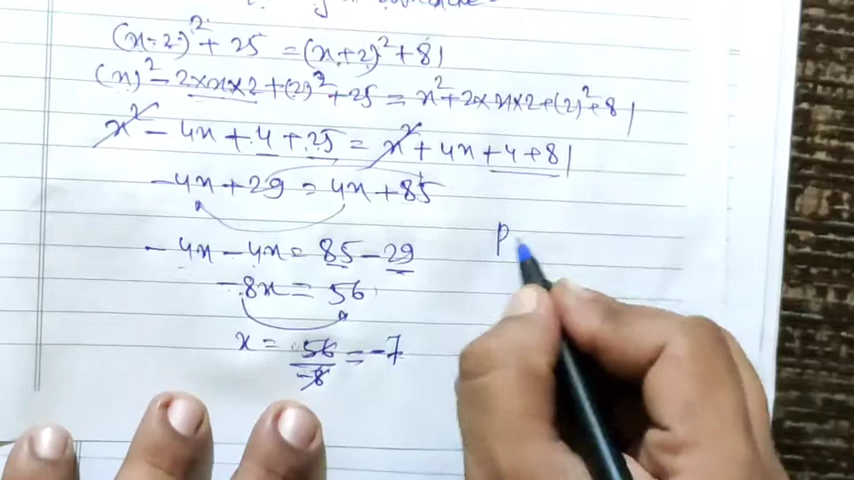 (x-2)² + 25 = (x+2)² + 81
(x)² - 2×x×2 + (2)² + 25 = x² + 2×x×2 + (2)² + 81
x² - 4x + 4 + 25 = x² + 4x + 4 + 81
-4x + 29 = 4x + 85
-4x - 4x = 85 - 29
-8x = 56
x = 56/-8 = -7
P